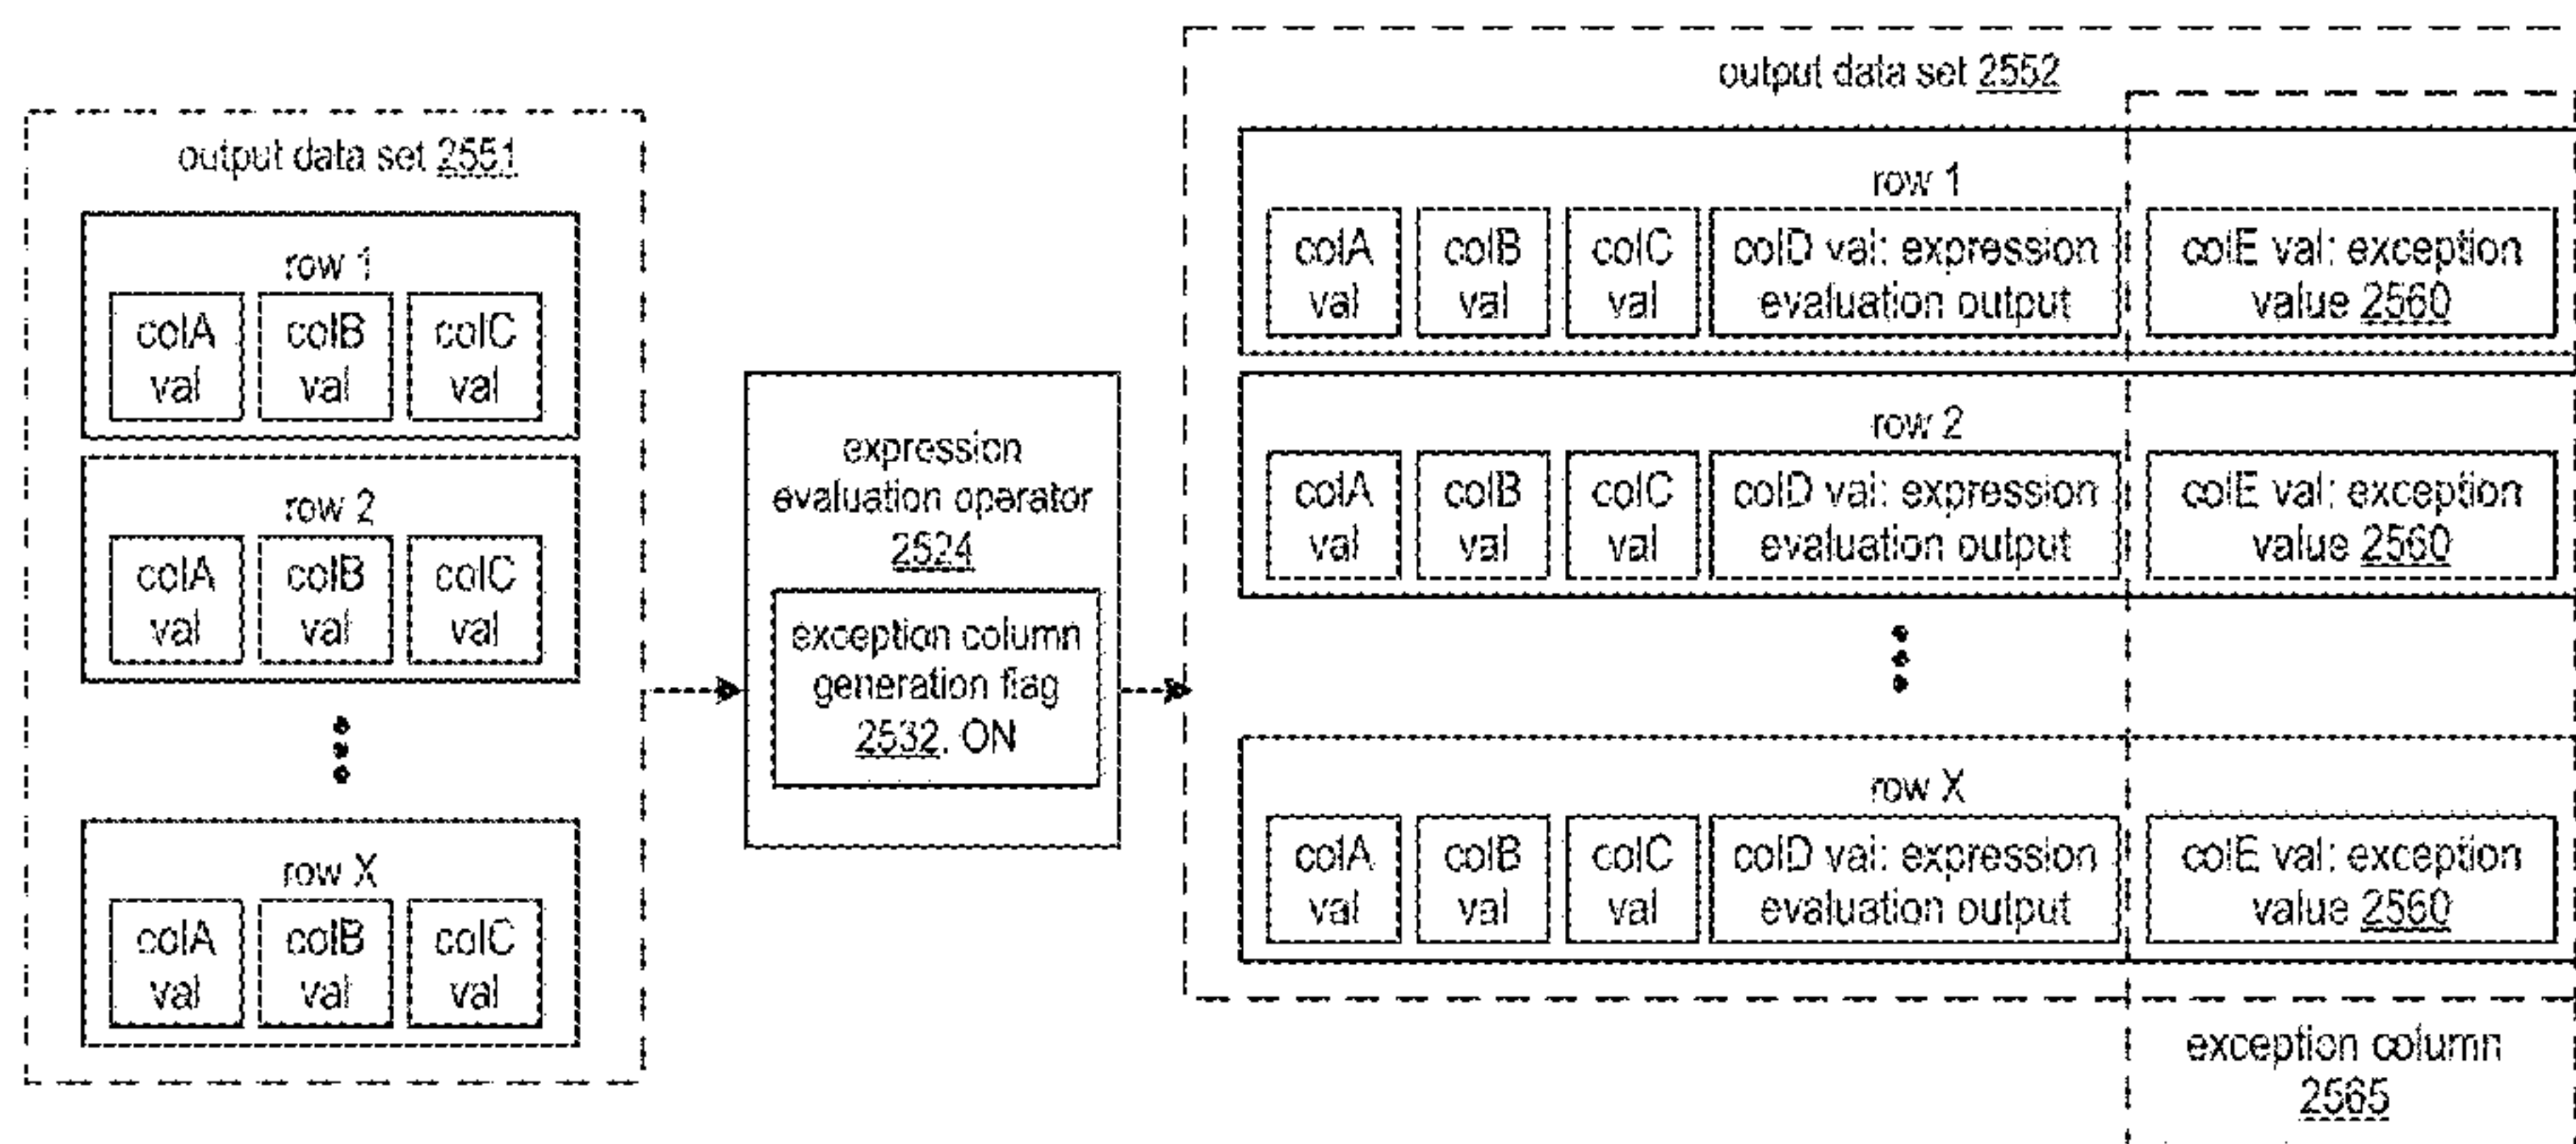 output data set 2551
row 1
colA val
colB val
colC val
row 2
colA val
colB val
colC val
row X
colA val
colB val
colC val
expression
evaluation operator
2524
exception column
generation flag
2532. ON
output data set 2552
row 1
colA val
colB val
colC val
colD val: expression
evaluation output
colE val: exception
value 2560
row 2
colA val
colB val
colC val
colD val: expression
evaluation output
colE val: exception
value 2560
row X
colA val
colB val
colC val
colD val: expression
evaluation output
colE val: exception
value 2560
exception column
2565